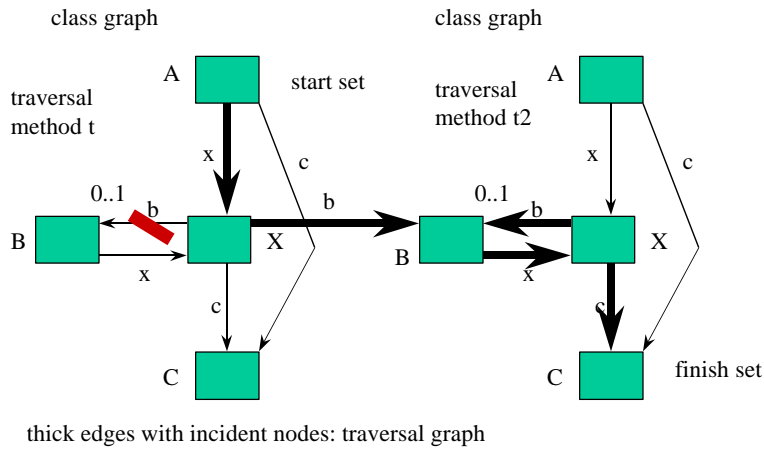 class graph
class graph
A
start set
A
traversal
method t
traversal
method t2
x
c
x
c
0..1
b
b
0..1
b
B
X
B
X
x
x
c
c
C
C
finish set
thick edges with incident nodes: traversal graph